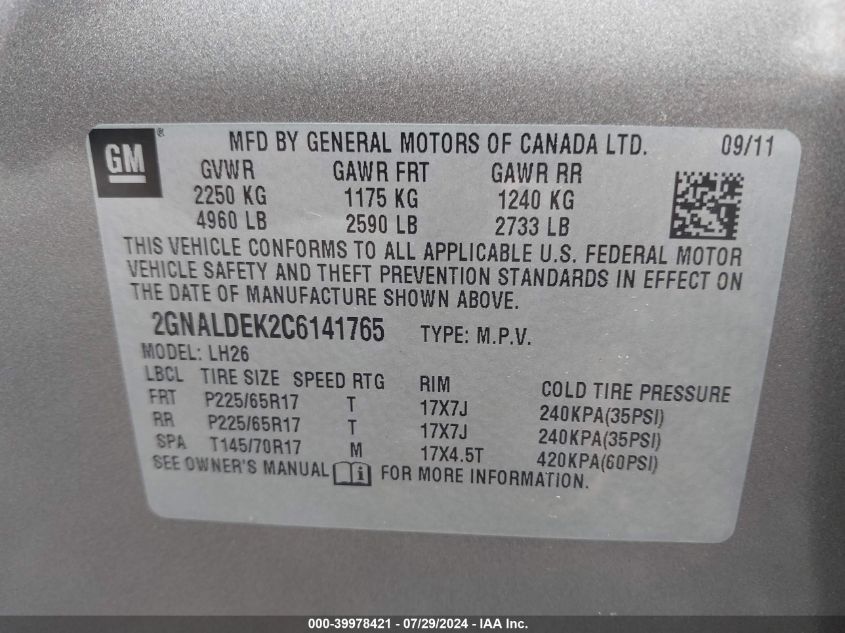 GM ® MFD BY GENERAL MOTORS OF CANADA LTD. 09/11
GVWR GAWR FRT GAWR RR
2250 KG 1175 KG 1240 KG
4960 LB 2590 LB 2733 LB
THIS VEHICLE CONFORMS TO ALL APPLICABLE U.S. FEDERAL MOTOR
VEHICLE SAFETY AND THEFT PREVENTION STANDARDS IN EFFECT ON
THE DATE OF MANUFACTURE SHOWN ABOVE.
2GNALDEK2C6141765 TYPE: M.P.V.
MODEL: LH26
LBCL TIRE SIZE SPEED RTG RIM COLD TIRE PRESSURE
FRT P225/65R17 T 17X7J 240KPA(35PSI)
RR P225/65R17 T 17X7J 240KPA(35PSI)
SPA T145/70R17 M 17X4.5T 420KPA(60PSI)
SEE OWNER'S MANUAL FOR MORE INFORMATION.
000-39978421 - 07/29/2024 - IAA Inc.